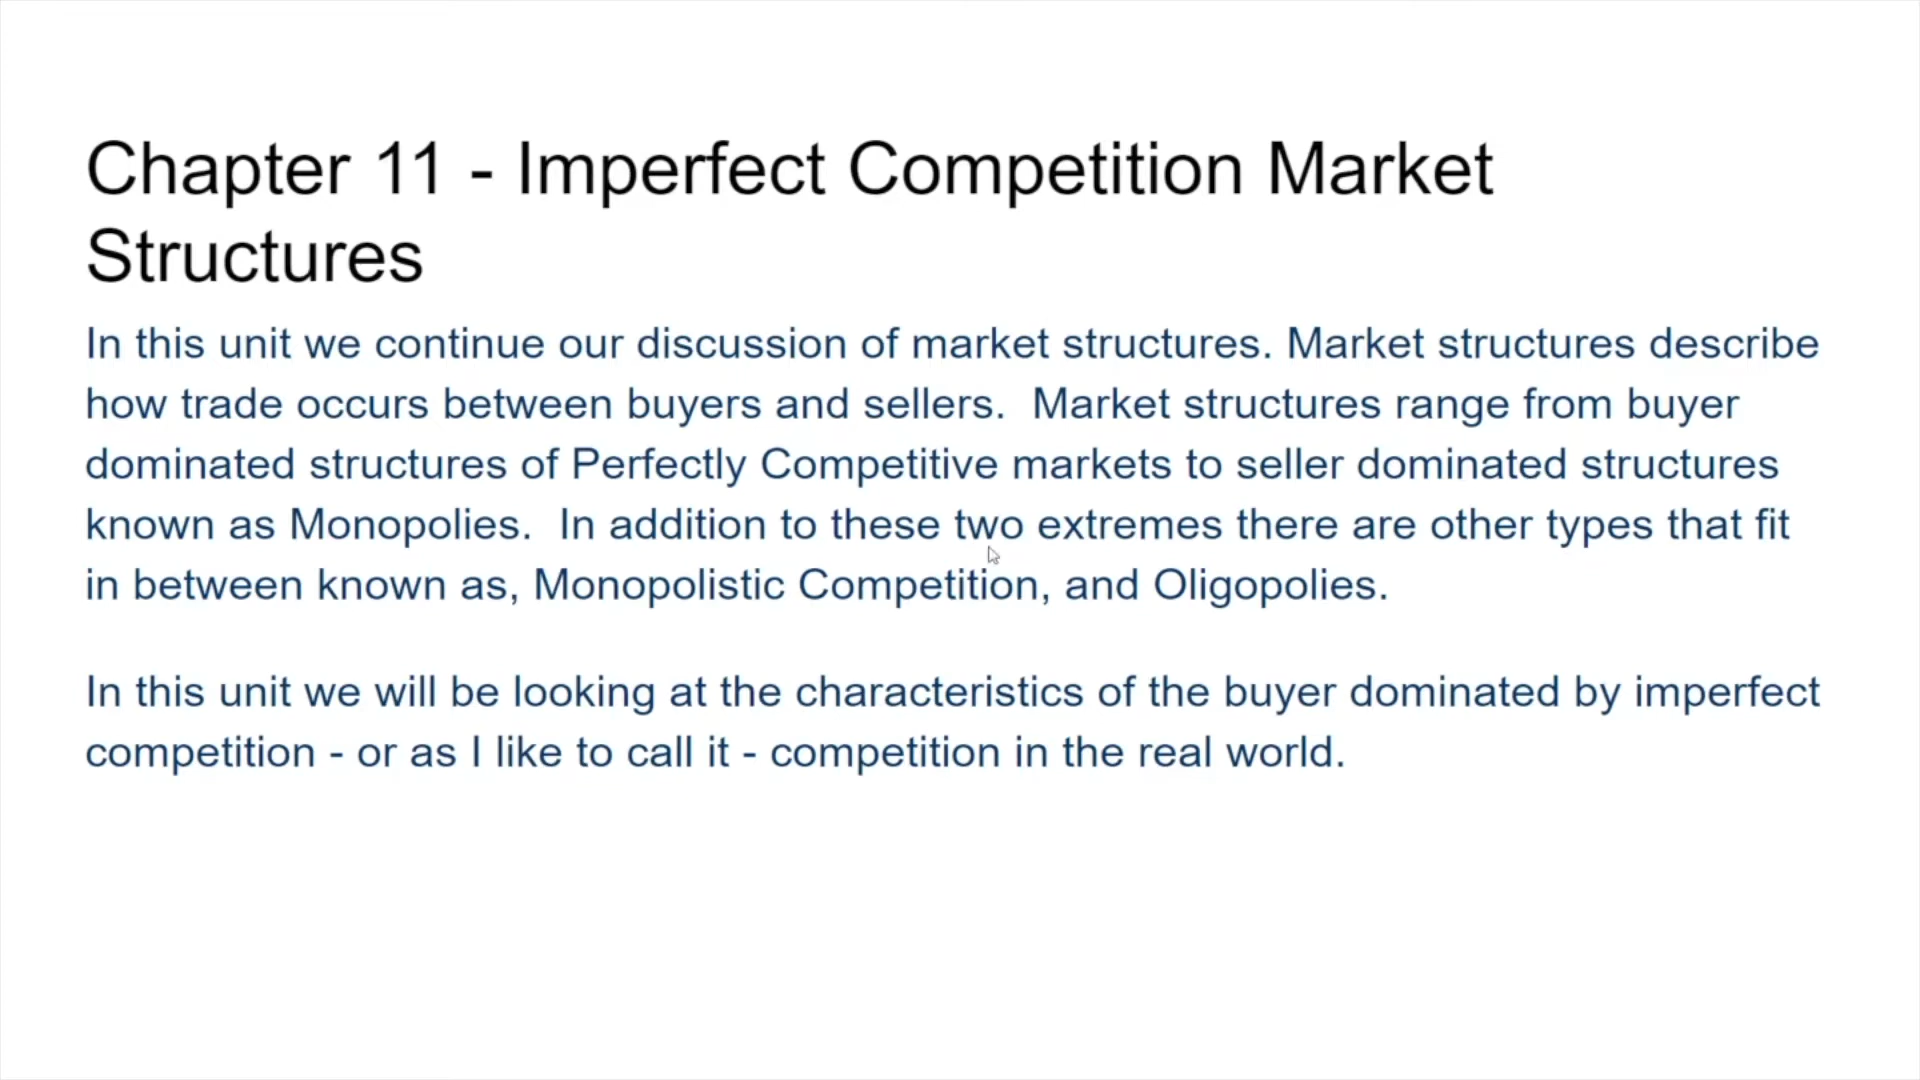 Chapter 11 - Imperfect Competition Market
Structures
In this unit we continue our discussion of market structures. Market structures describe
how trade occurs between buyers and sellers.  Market structures range from buyer
dominated structures of Perfectly Competitive markets to seller dominated structures
known as Monopolies.  In addition to these two extremes there are other types that fit
in between known as, Monopolistic Competition, and Oligopolies.
In this unit we will be looking at the characteristics of the buyer dominated by imperfect
competition - or as I like to call it - competition in the real world.